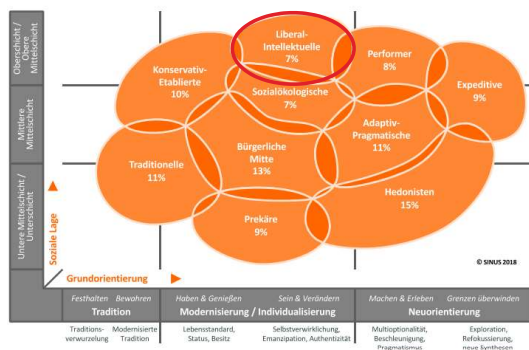 Oberschicht /
Obere
Mittelschicht
Mittlere
Mittelschicht
Untere Mittelschicht /
Unterschicht
Soziale Lage
Liberal-
Intellektuelle
7%
Performer
8%
Konservativ-
Etablierte
10%
Sozialökologische
7%
Expeditive
9%
Adaptiv-
Pragmatische
11%
Bürgerliche
Mitte
13%
Traditionelle
11%
Hedonisten
15%
Prekäre
9%
© SINUS 2018
Grundorientierung
Festhalten Bewahren
Tradition
Haben & Genießen Sein & Verändern
Modernisierung / Individualisierung
Machen & Erleben Grenzen überwinden
Neuorientierung
Traditions-
verwurzelung
Modernisierte
Tradition
Lebensstandard,
Status, Besitz
Selbstverwirklichung,
Emanzipation, Authentizität
Multioptionalität,
Beschleunigung,
Pragmatismus
Exploration,
Refokussierung,
neue Synthesen